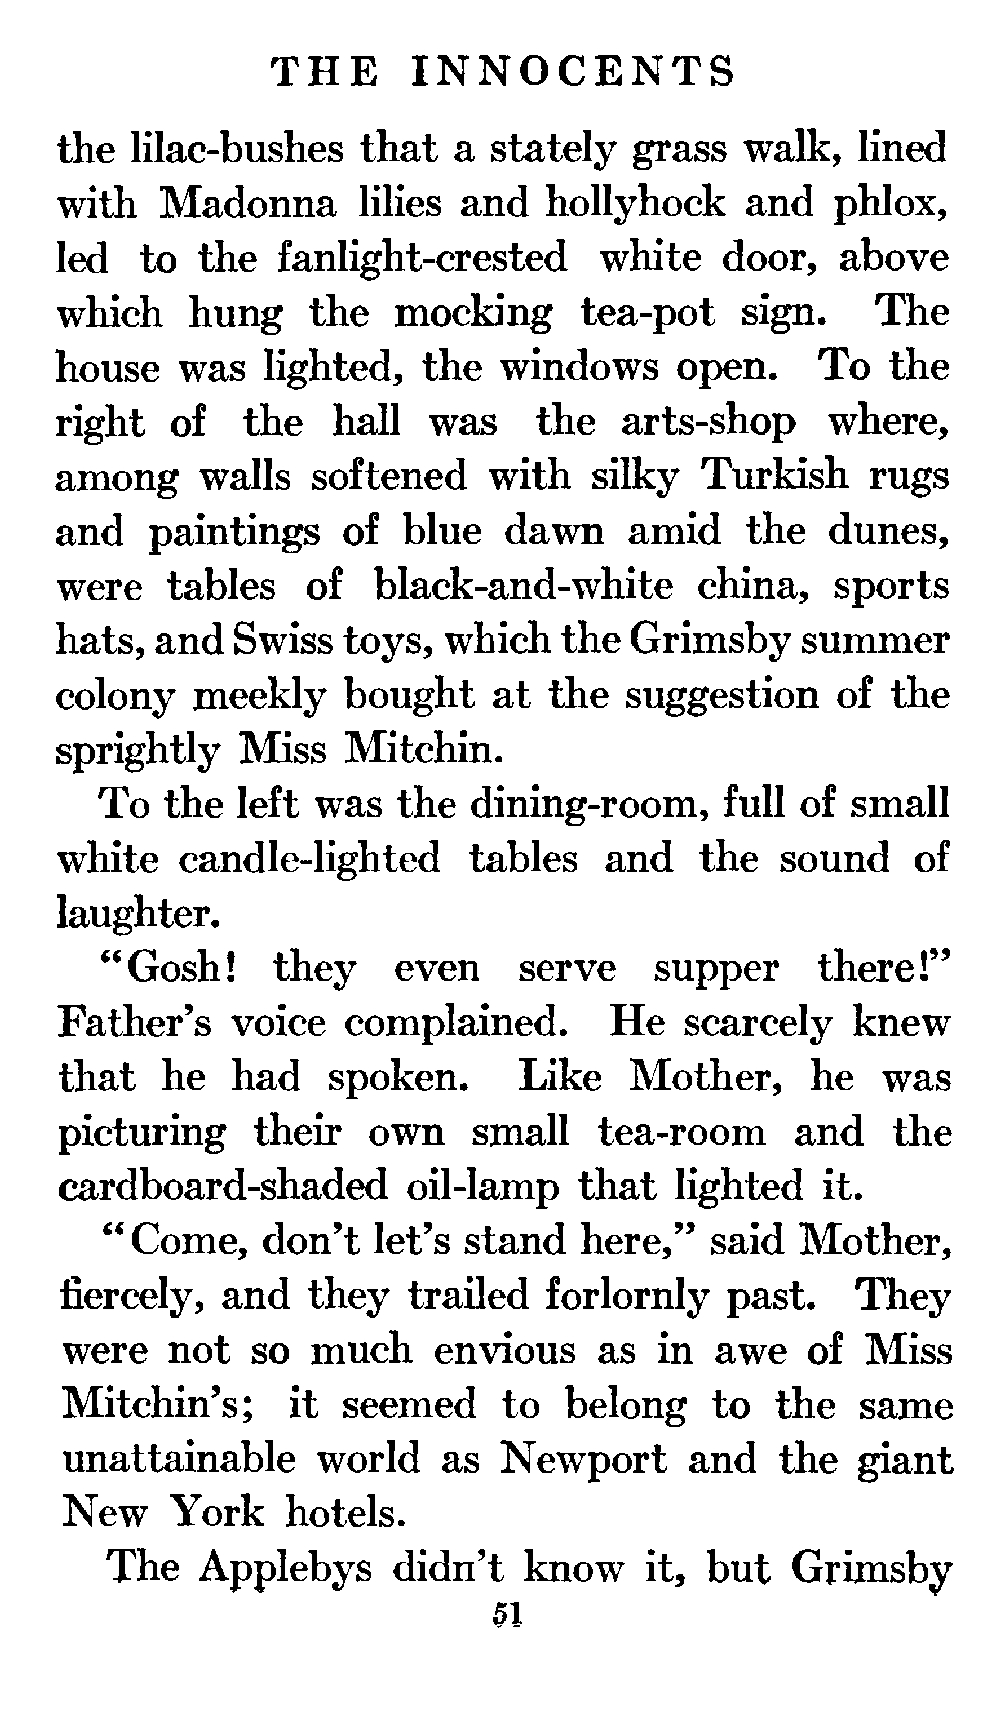 THE INNOCENTS
the lilac-bushes that a stately grass walk, lined
with Madonna lilies and hollyhock and phlox,
led to the fanlight-crested white door, above
which hung the mocking tea-pot sign. The
house was lighted, the windows open. To the
right of the hall was the arts-shop where,
among walls softened with silky Turkish rugs
and paintings of blue dawn amid the dunes,
were tables of black-and-white china, sports
hats, and Swiss toys, which the Grimsby summer
colony meekly bought at the suggestion of the
sprightly Miss Mitchin.
To the left was the dining-room, full of small
white candle-lighted tables and the sound of
laughter.
"Gosh! they even serve supper there!"
Father's voice complained. He scarcely knew
that he had spoken. Like Mother, he was
picturing their own small tea-room and the
cardboard-shaded oil-lamp that lighted it.
"Come, don't let's stand here," said Mother,
fiercely, and they trailed forlornly past. They
were not so much envious as in awe of Miss
Mitchin's; it seemed to belong to the same
unattainable world as Newport and the giant
New York hotels.
The Applebys didn't know it, but Grimsby
51